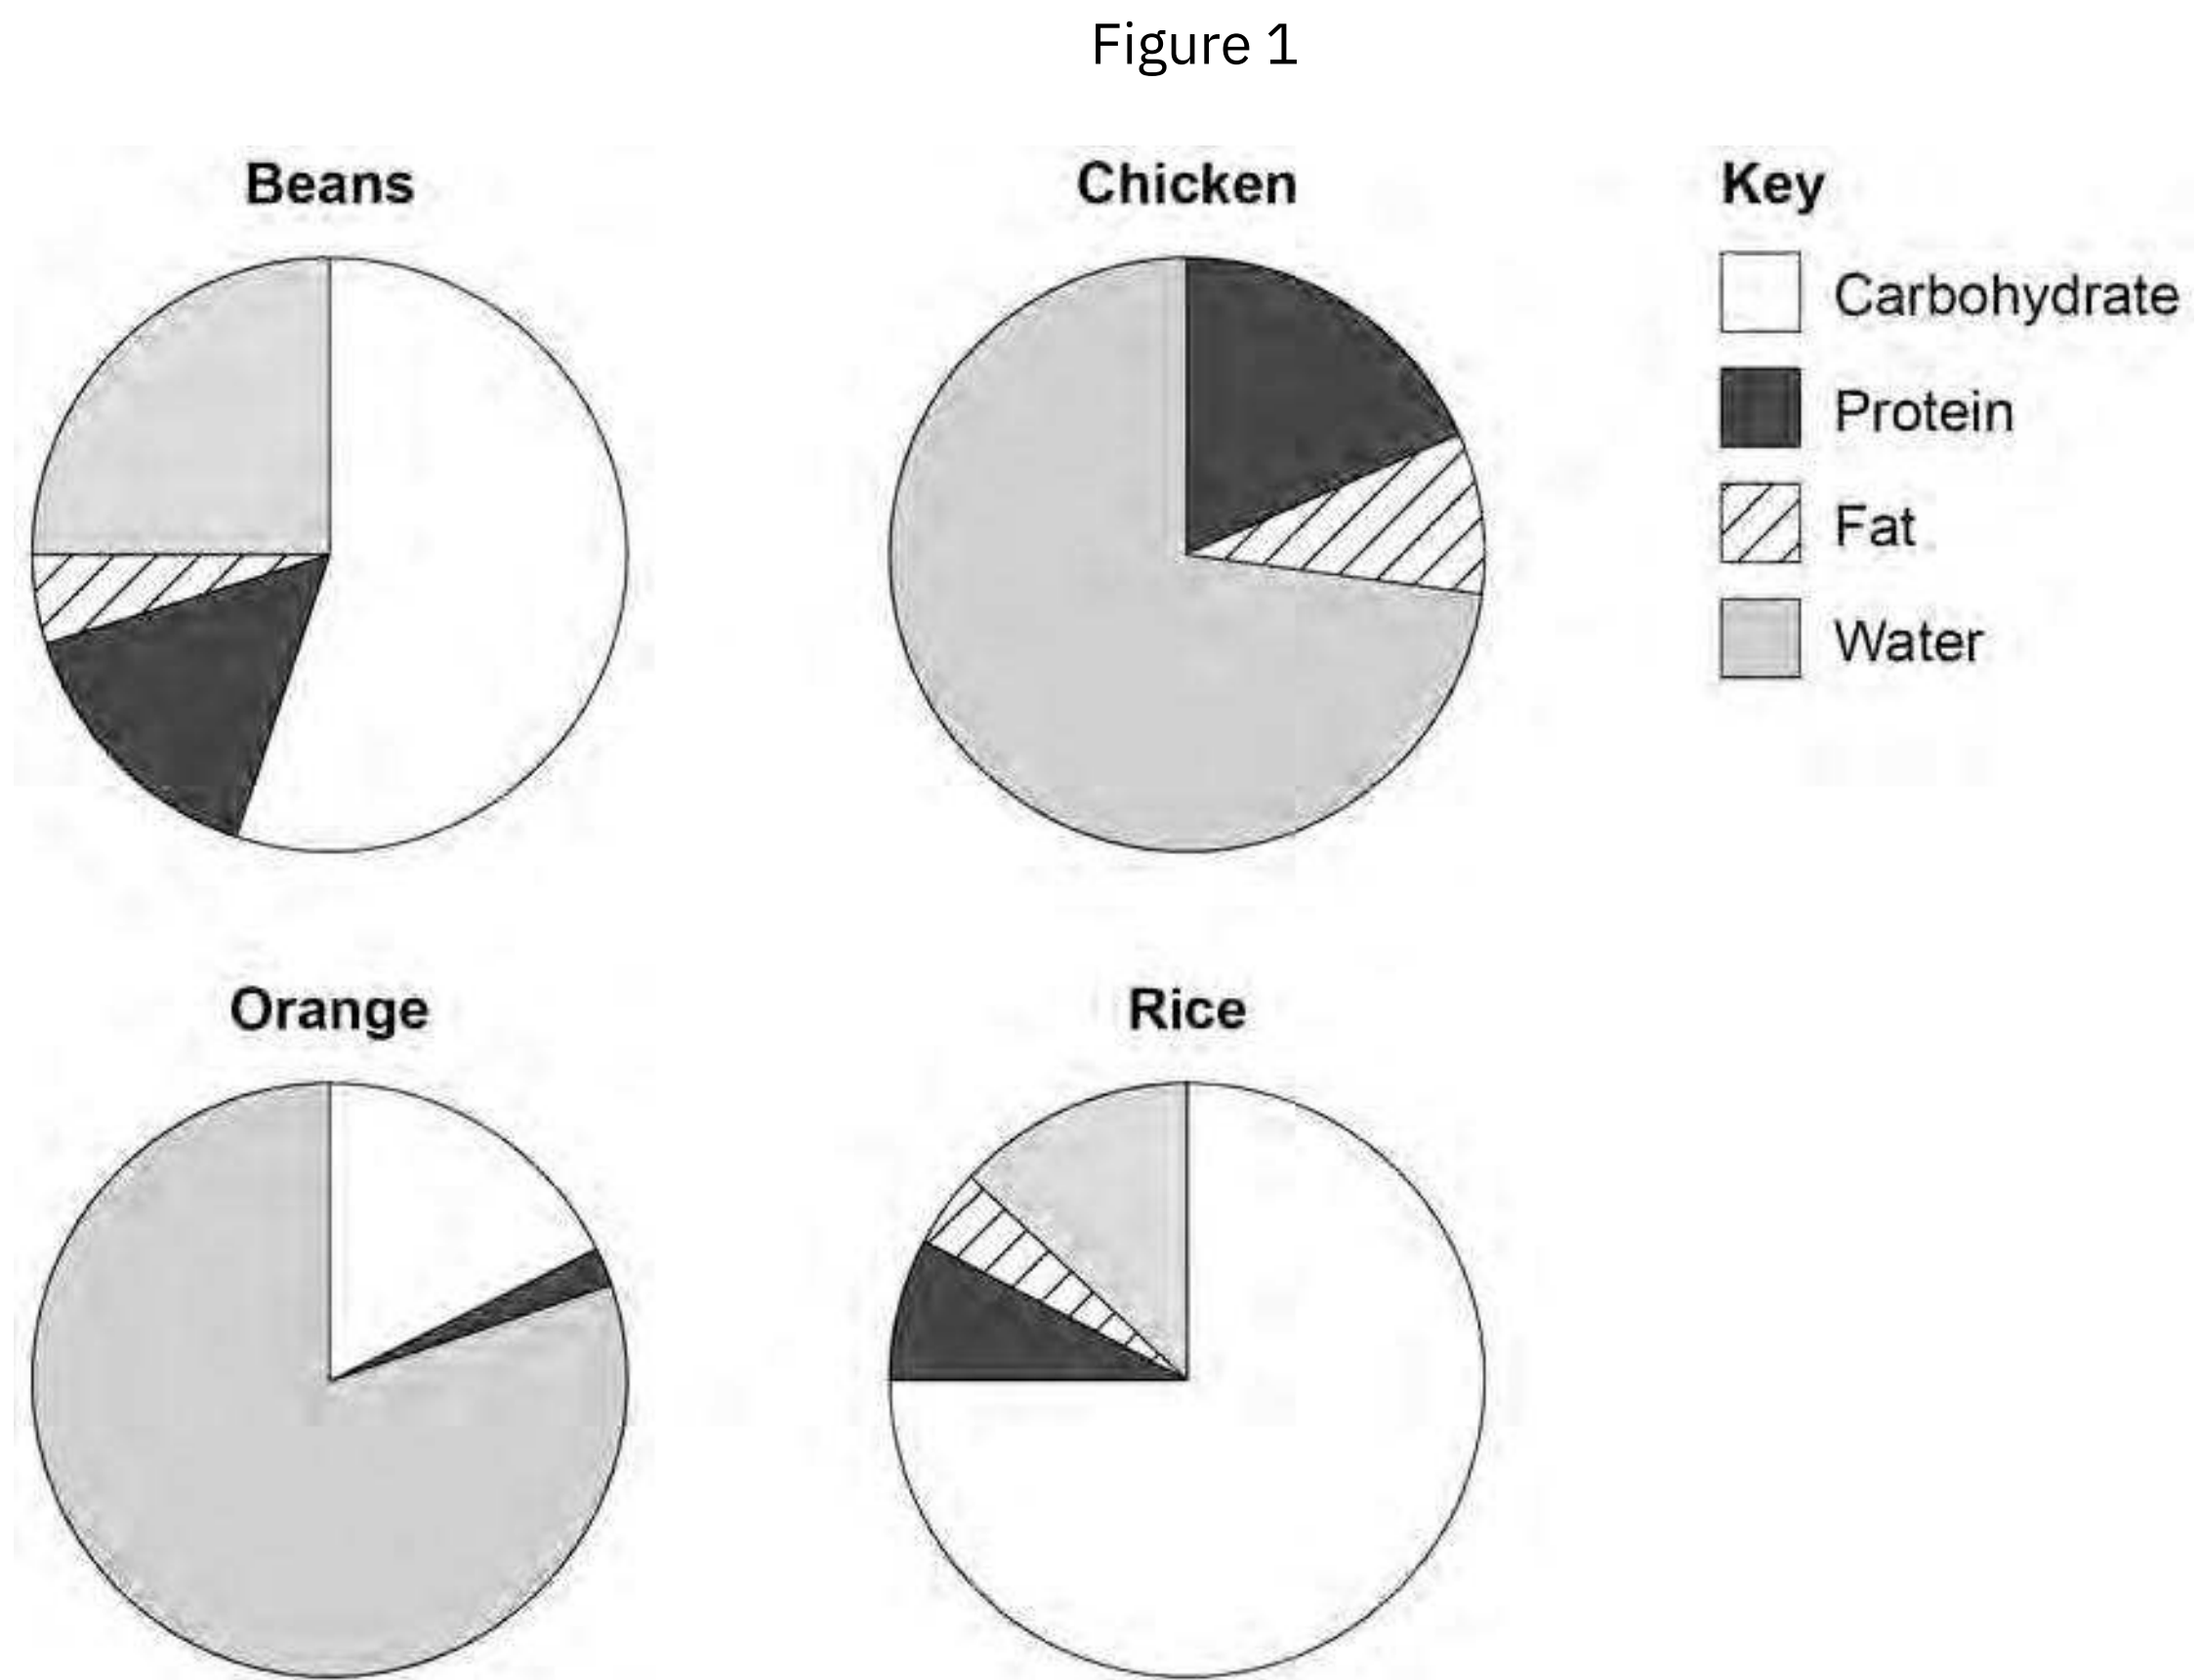 Figure 1
Beans
Chicken
Key
Carbohydrate
Protein
Fat
Water
Orange
Rice